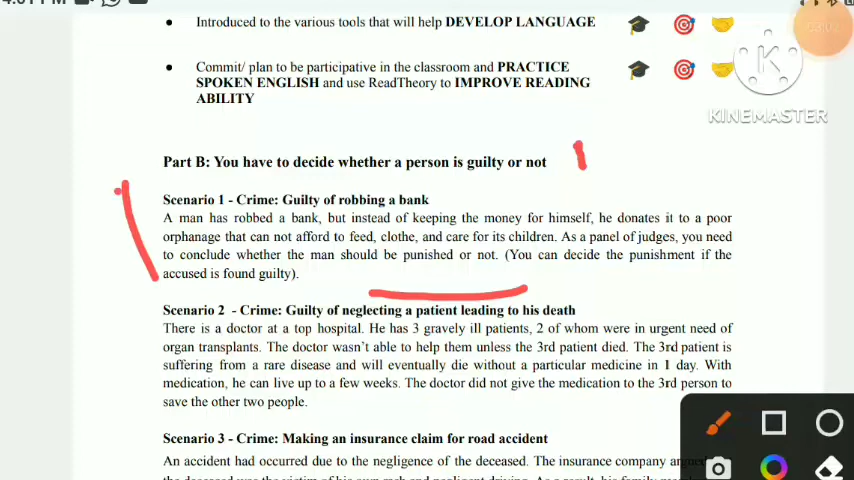 Introduced to the various tools that will help DEVELOP LANGUAGE
Commit/ plan to be participative in the classroom and PRACTICE
SPOKEN ENGLISH and use ReadTheory to IMPROVE READING
ABILITY
KINEMASTER
Part B: You have to decide whether a person is guilty or not
Scenario 1 - Crime: Guilty of robbing a bank
A man has robbed a bank, but instead of keeping the money for himself, he donates it to a poor
orphanage that can not afford to feed, clothe, and care for its children. As a panel of judges, you need
to conclude whether the man should be punished or not. (You can decide the punishment if the
accused is found guilty).
Scenario 2 - Crime: Guilty of neglecting a patient leading to his death
There is a doctor at a top hospital. He has 3 gravely ill patients, 2 of whom were in urgent need of
organ transplants. The doctor wasn't able to help them unless the 3rd patient died. The 3rd patient is
suffering from a rare disease and will eventually die without a particular medicine in 1 day. With
medication, he can live up to a few weeks. The doctor did not give the medication to the 3rd person to
save the other two people.
Scenario 3 - Crime: Making an insurance claim for road accident
An accident had occurred due to the negligence of the deceased. The insurance company